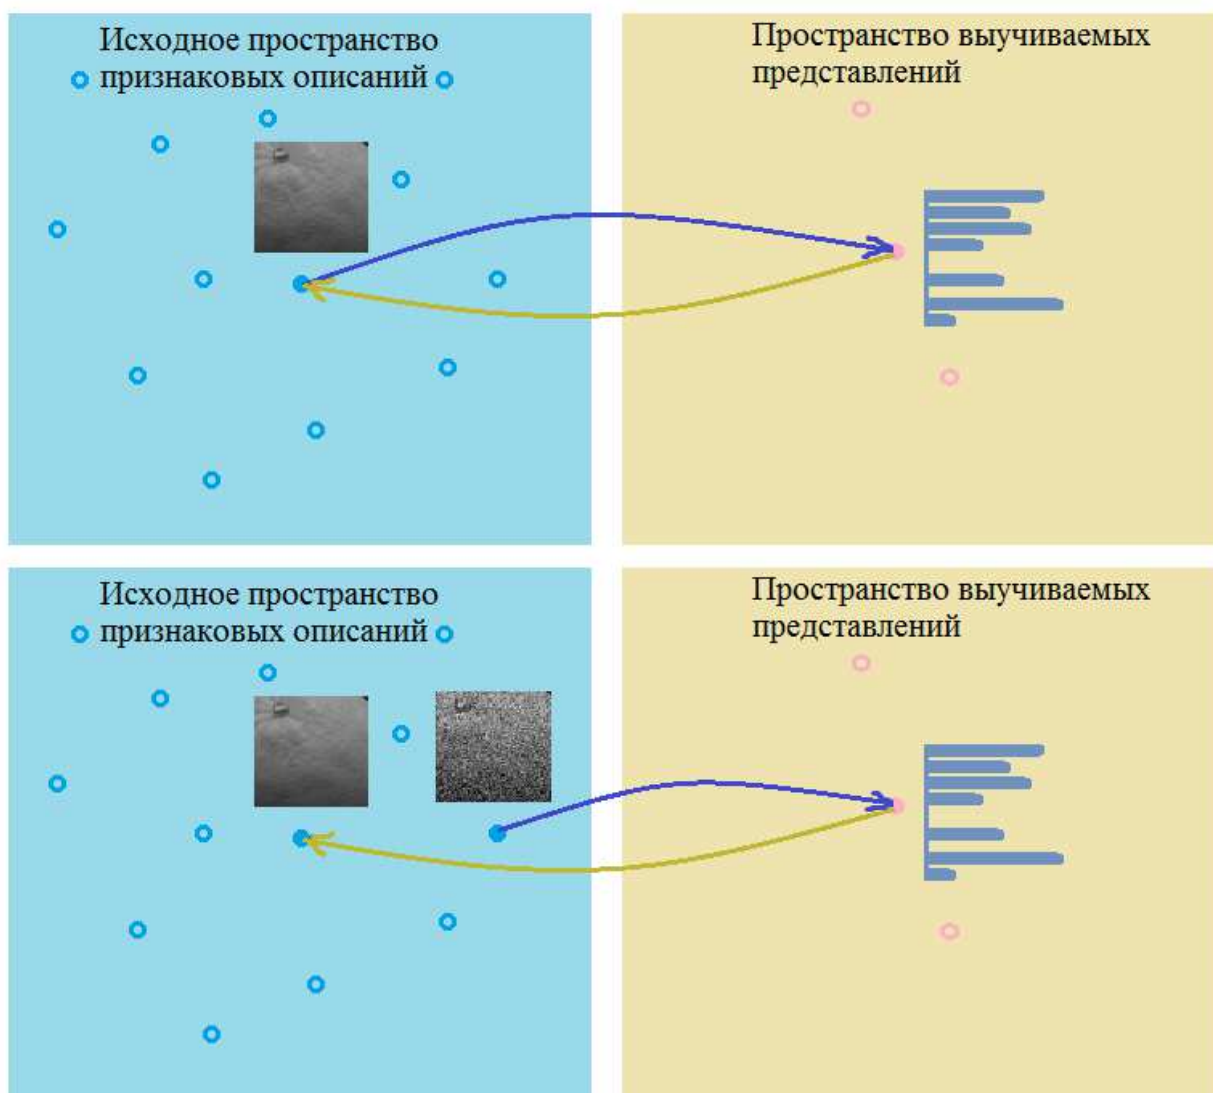 Исходное пространство
признаковых описаний
Пространство выучиваемых
представлений
Исходное пространство
признаковых описаний
Пространство выучиваемых
представлений